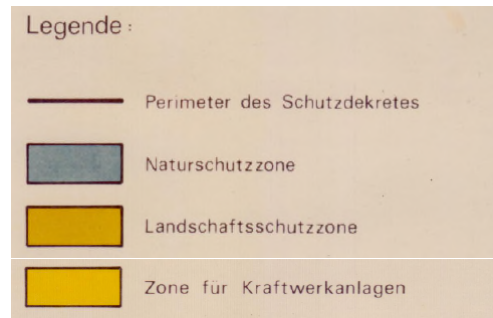 Legende:
Perimeter des Schutzdekretes
Naturschutzzone
Landschaftsschutzzone
Zone für Kraftwerkanlagen